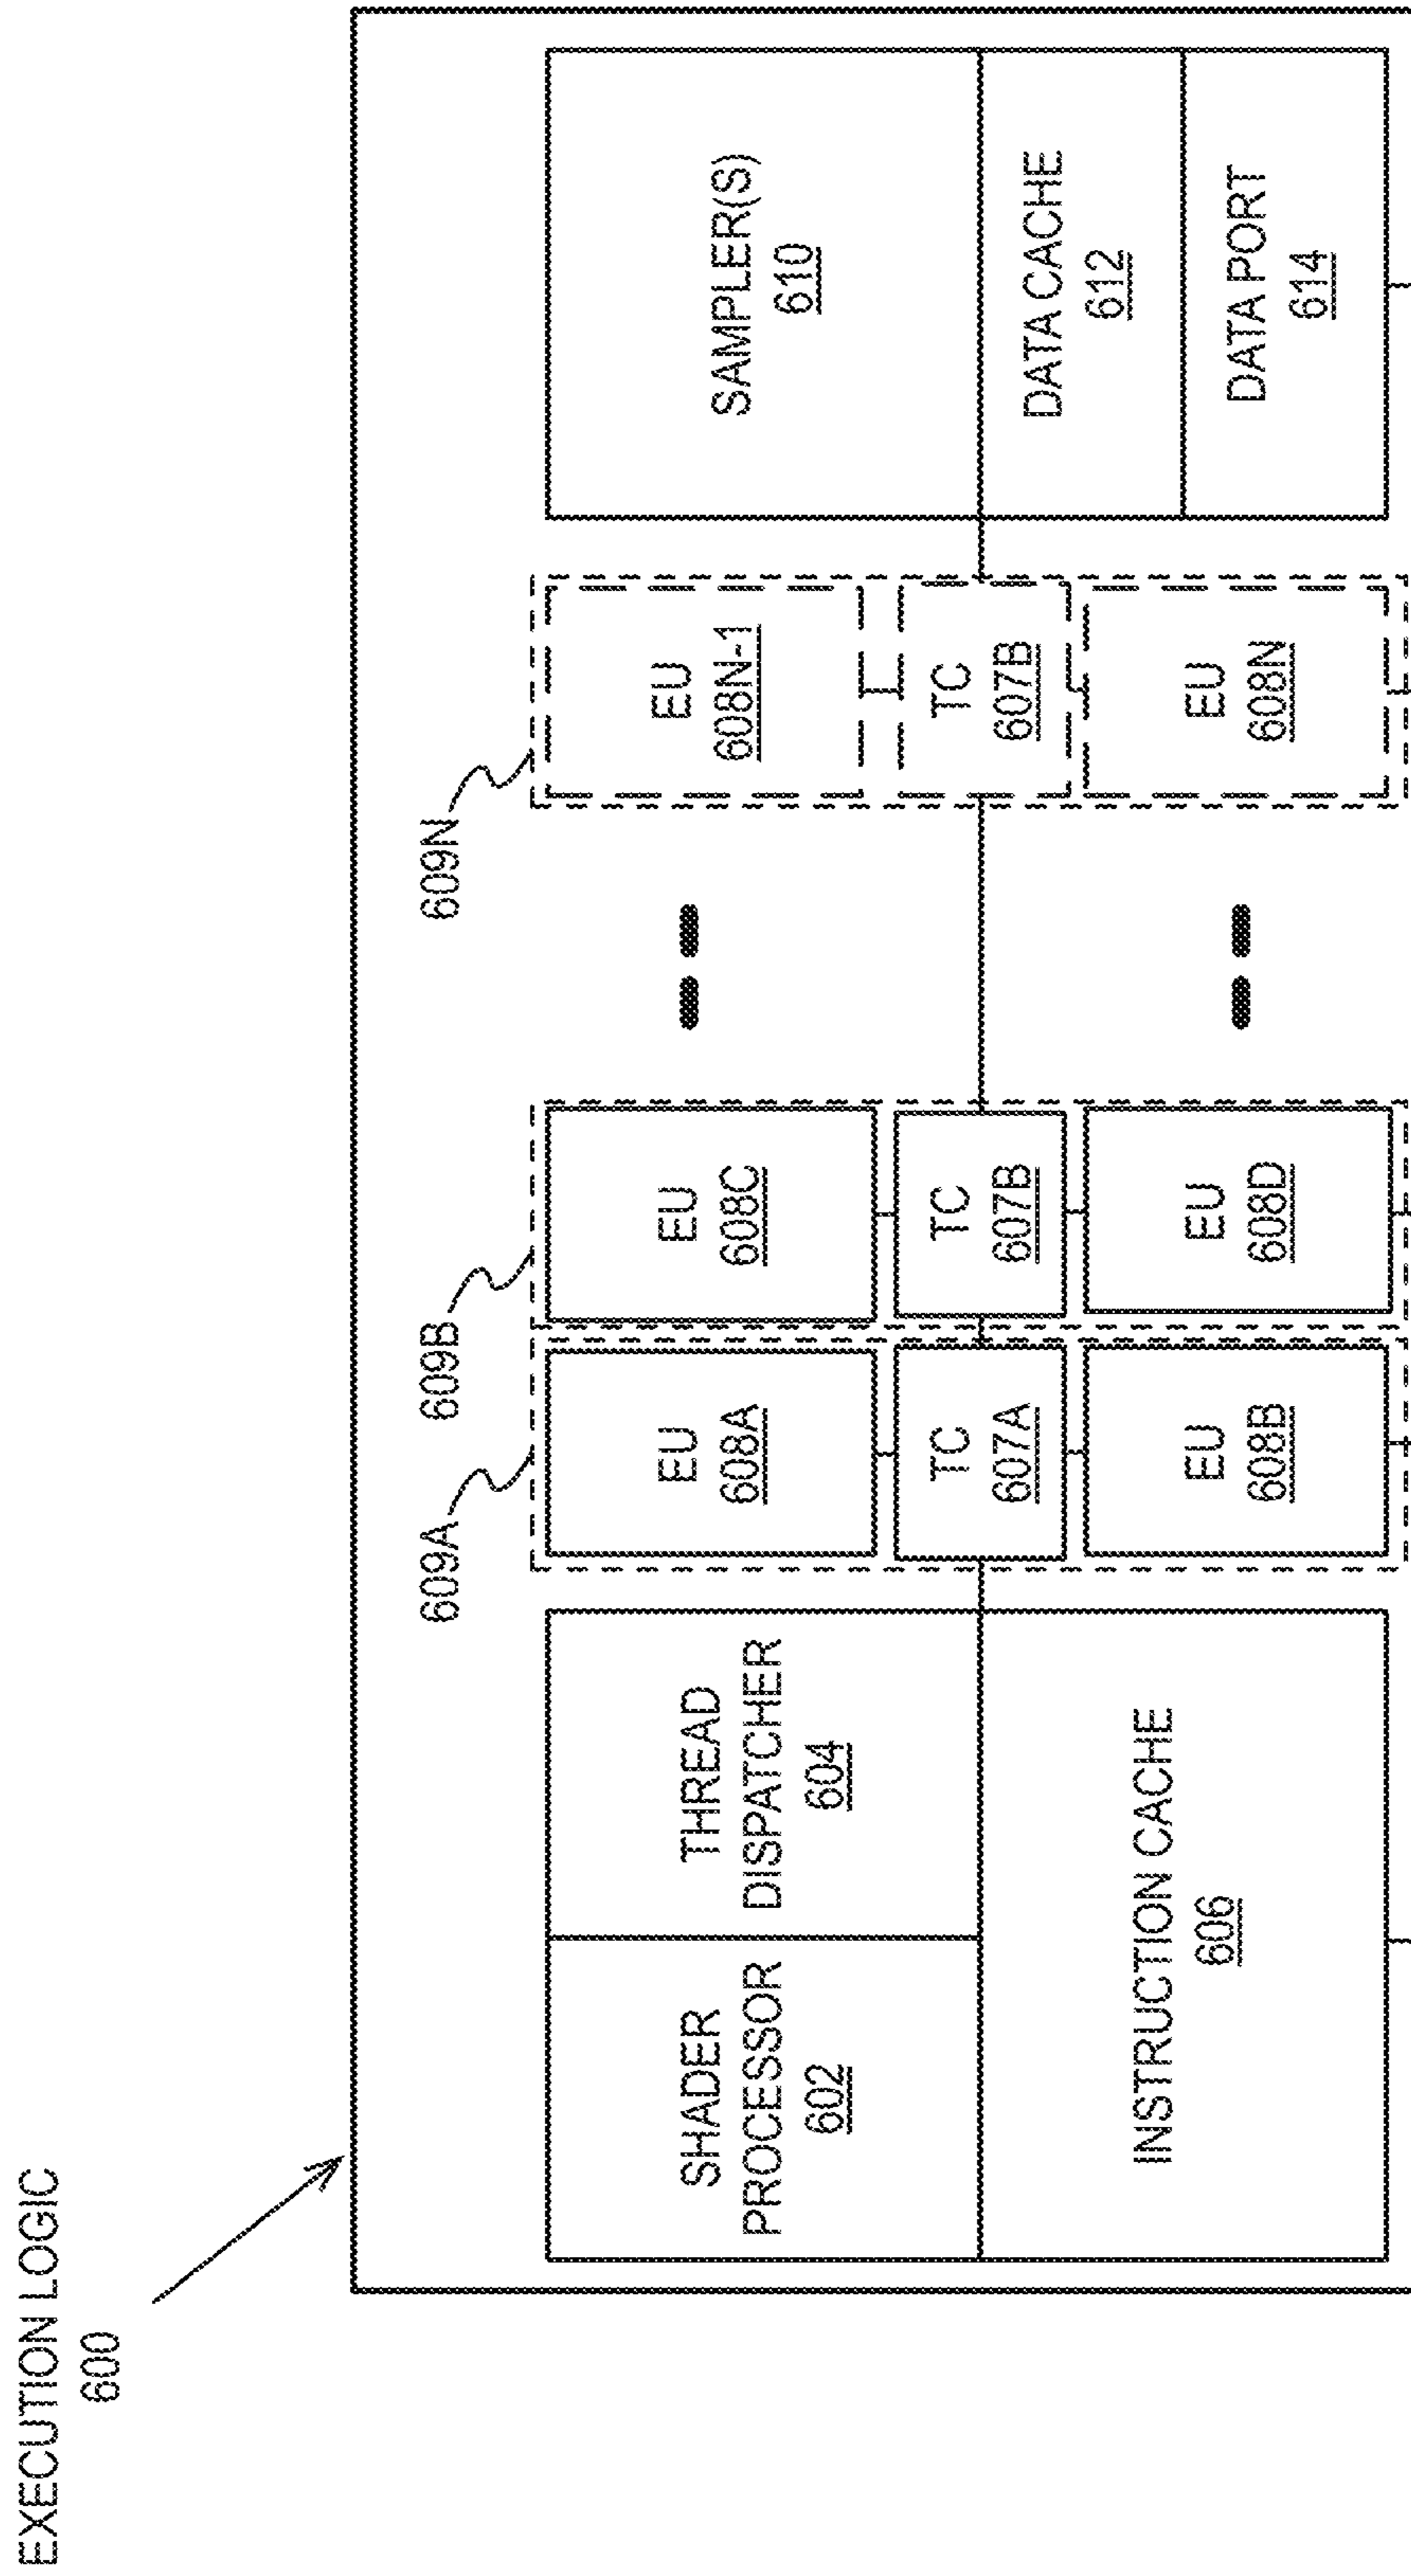 EXECUTION LOGIC
600
609A
609B
609N
SHADER
PROCESSOR
602
THREAD
DISPATCHER
604
INSTRUCTION CACHE
606
EU
608A
TC
607A
EU
608B
EU
608C
TC
607B
EU
608D
EU
608N-1
TC
607B
EU
608N
SAMPLER(S)
610
DATA CACHE
612
DATA PORT
614